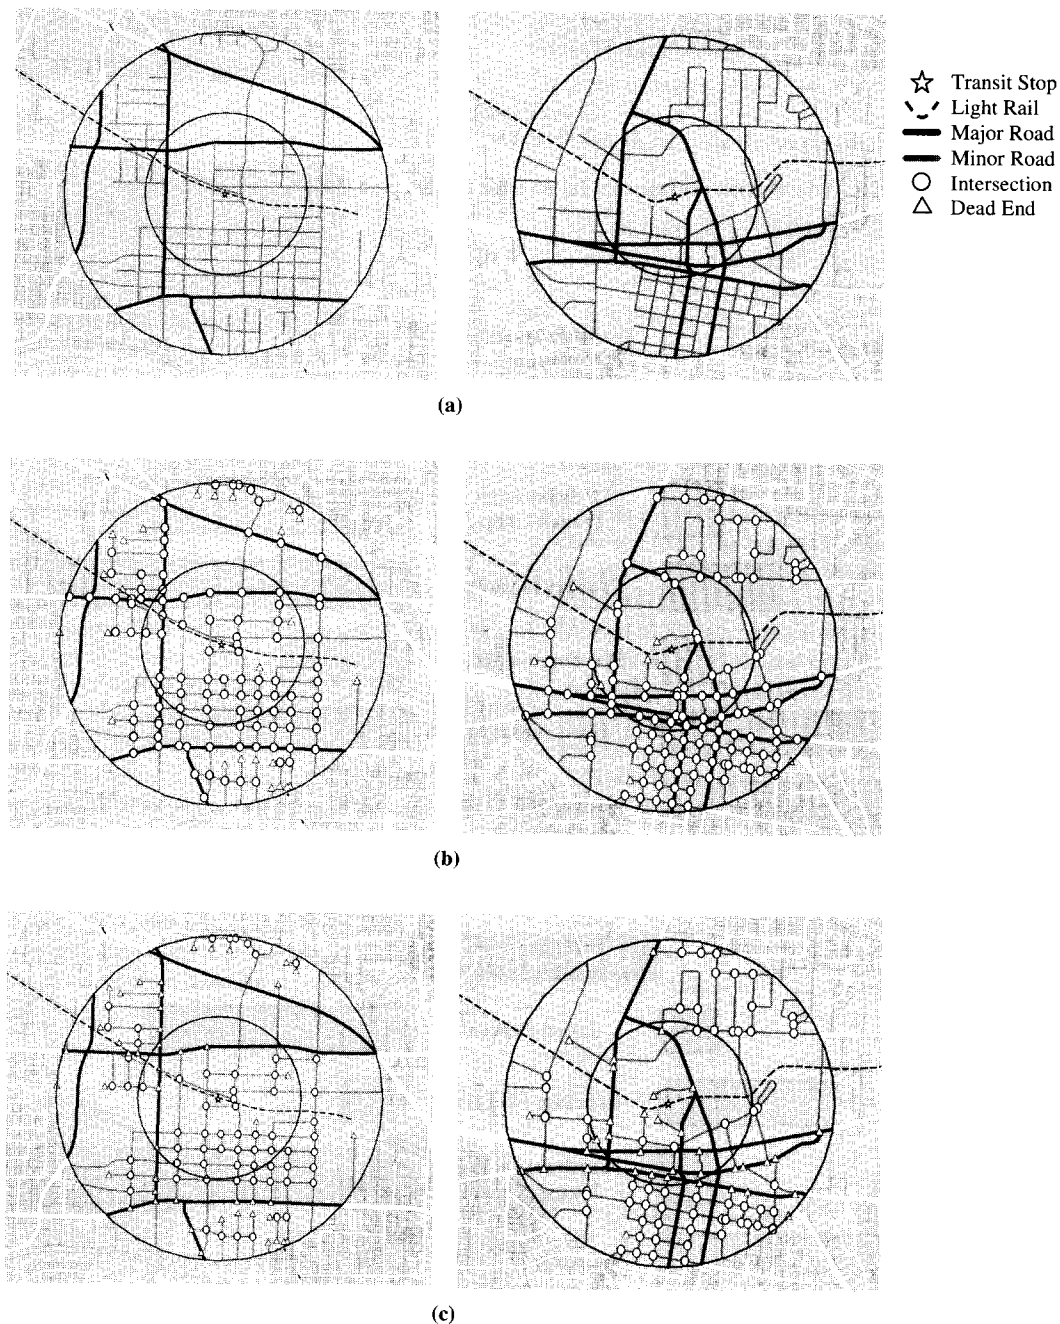 Transit Stop
Light Rail
Major Road
Minor Road
Intersection
Dead End
(a)
(b)
(c)